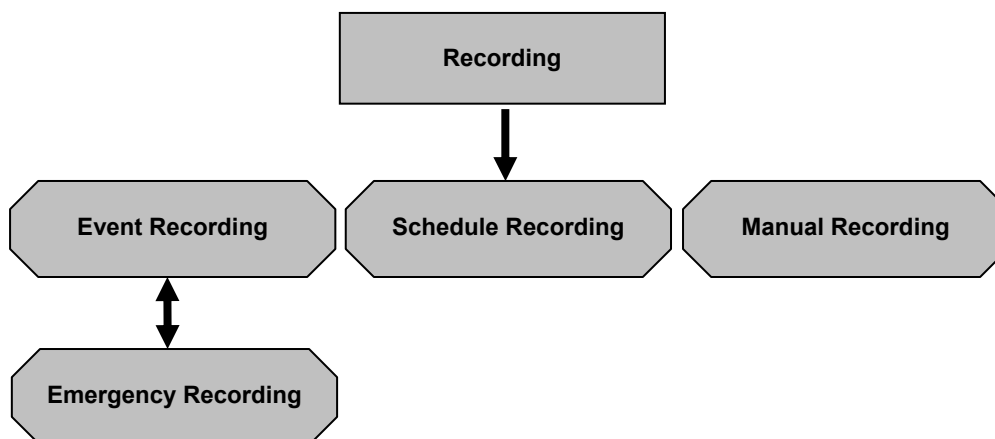 Recording
Event Recording
Schedule Recording
Manual Recording
Emergency Recording